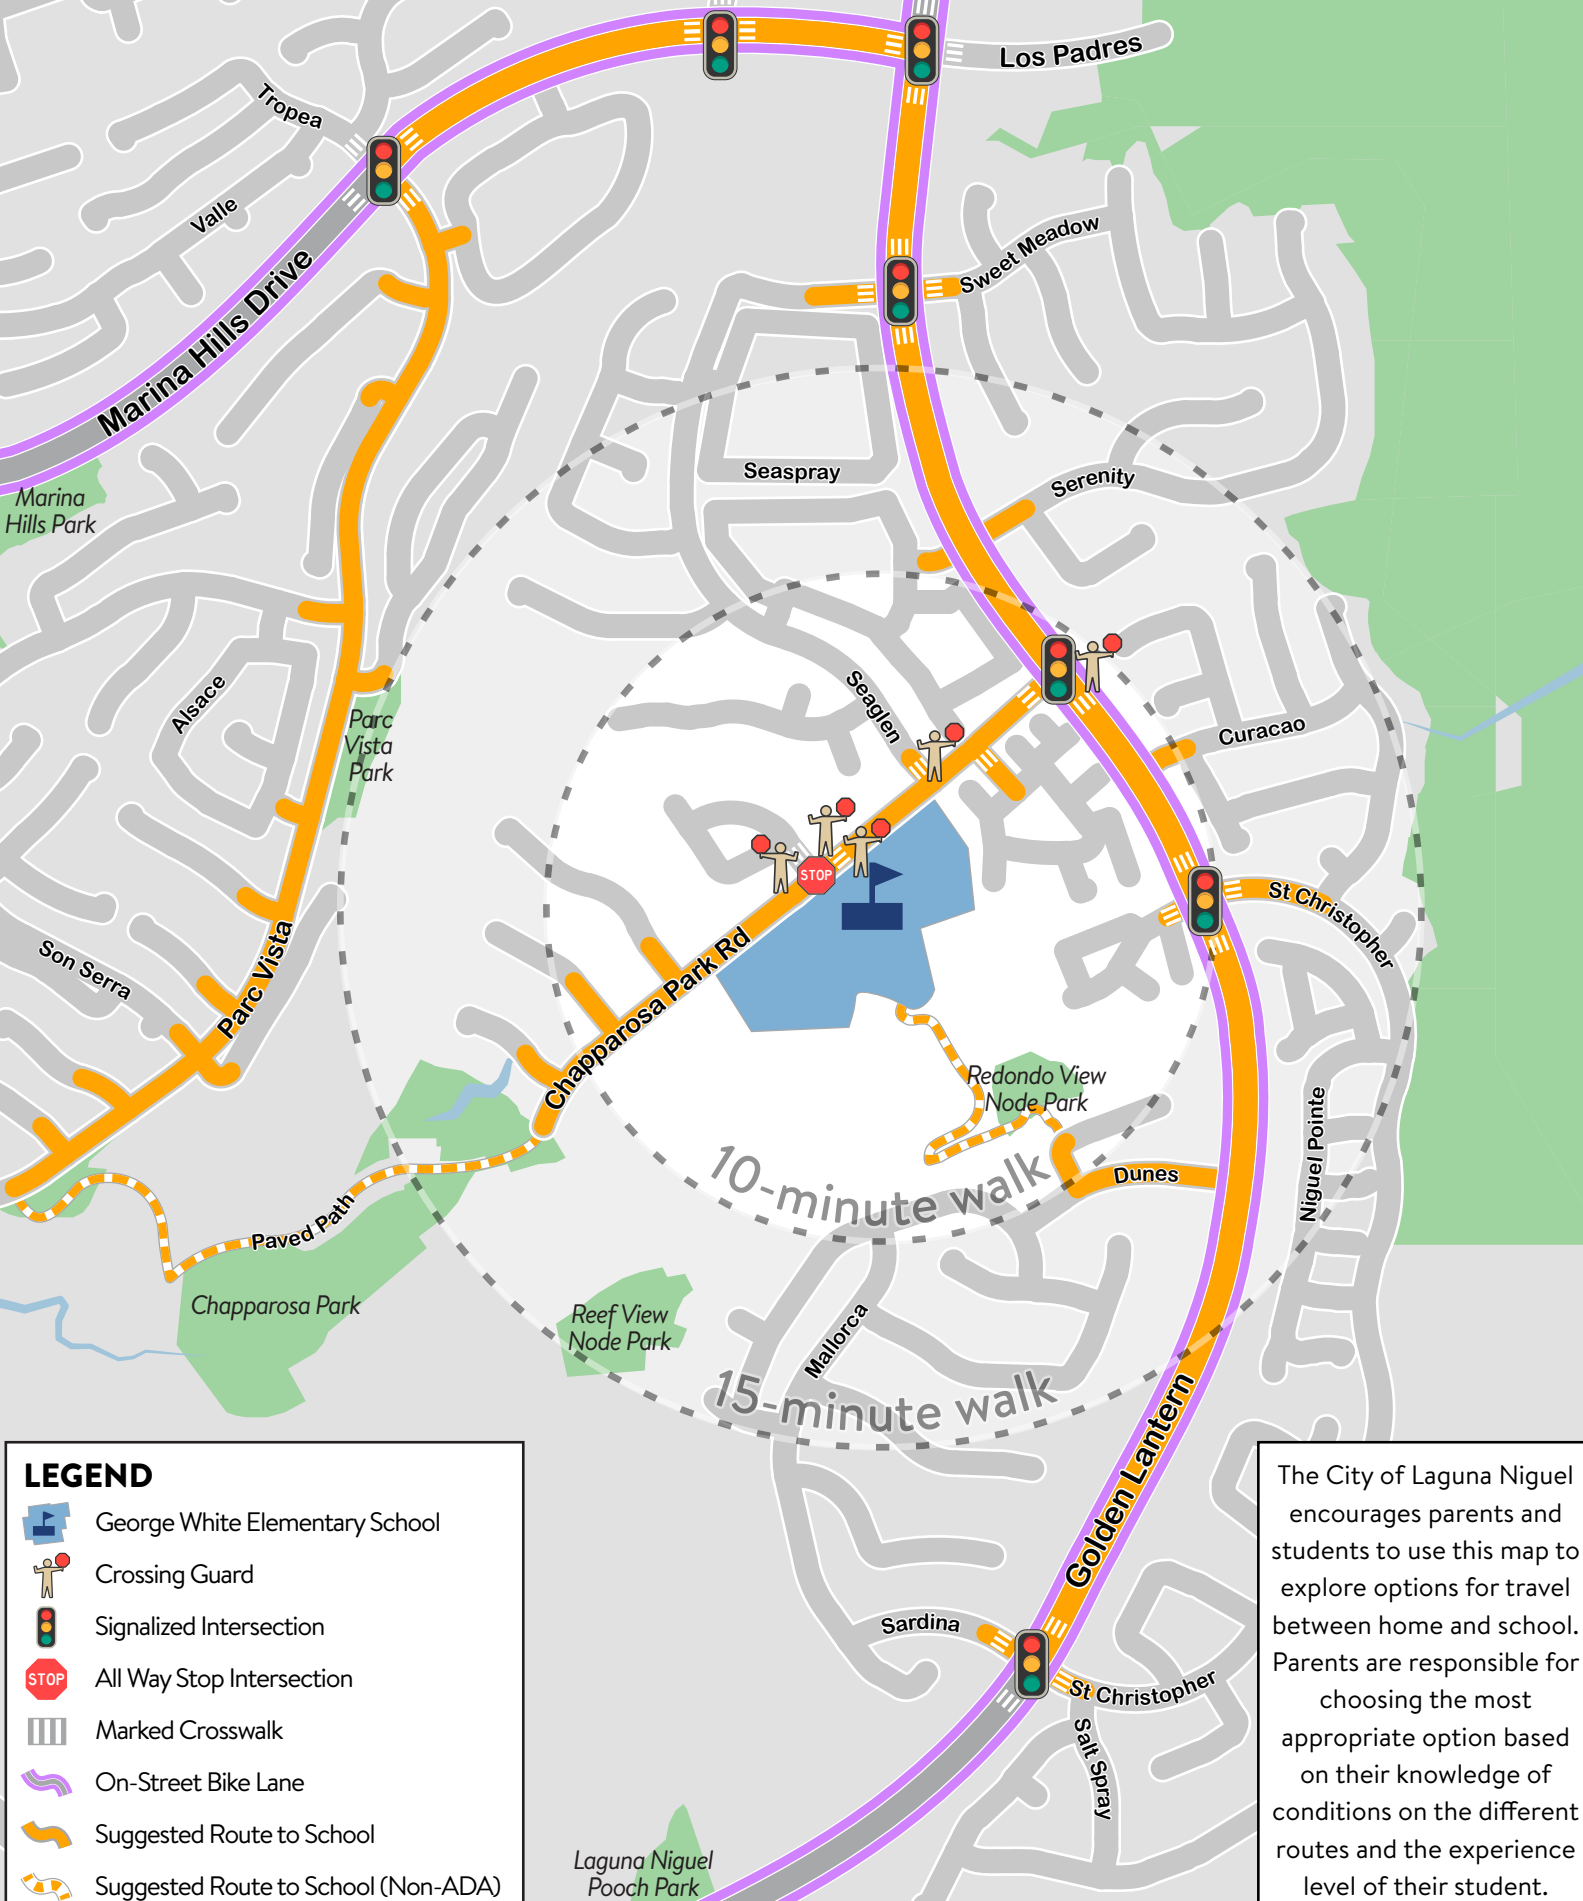 Los Padres
Tropea
Valle
Sweet Meadow
Marina Hills Drive
Seaspray
Serenity
Marina
Hills Park
Seaglen
Alsace
Parc
Vista
Park
Curacao
STOP
St Christopher
Son Serra
Parc Vista
Chapparosa Park Rd
Redondo View
Node Park
Niguel Pointe
10-minute walk
Dunes
Paved Path
Chapparosa Park
Reef View
Node Park
Mallorca
15-minute walk
Golden Lantern
Sardina
St Christopher
Salt Spray
Laguna Niguel
Pooch Park
LEGEND
George White Elementary School
Crossing Guard
Signalized Intersection
STOP
All Way Stop Intersection
Marked Crosswalk
On-Street Bike Lane
Suggested Route to School
Suggested Route to School (Non-ADA)
The City of Laguna Niguel
encourages parents and
students to use this map to
explore options for travel
between home and school.
Parents are responsible for
choosing the most
appropriate option based
on their knowledge of
conditions on the different
routes and the experience
level of their student.